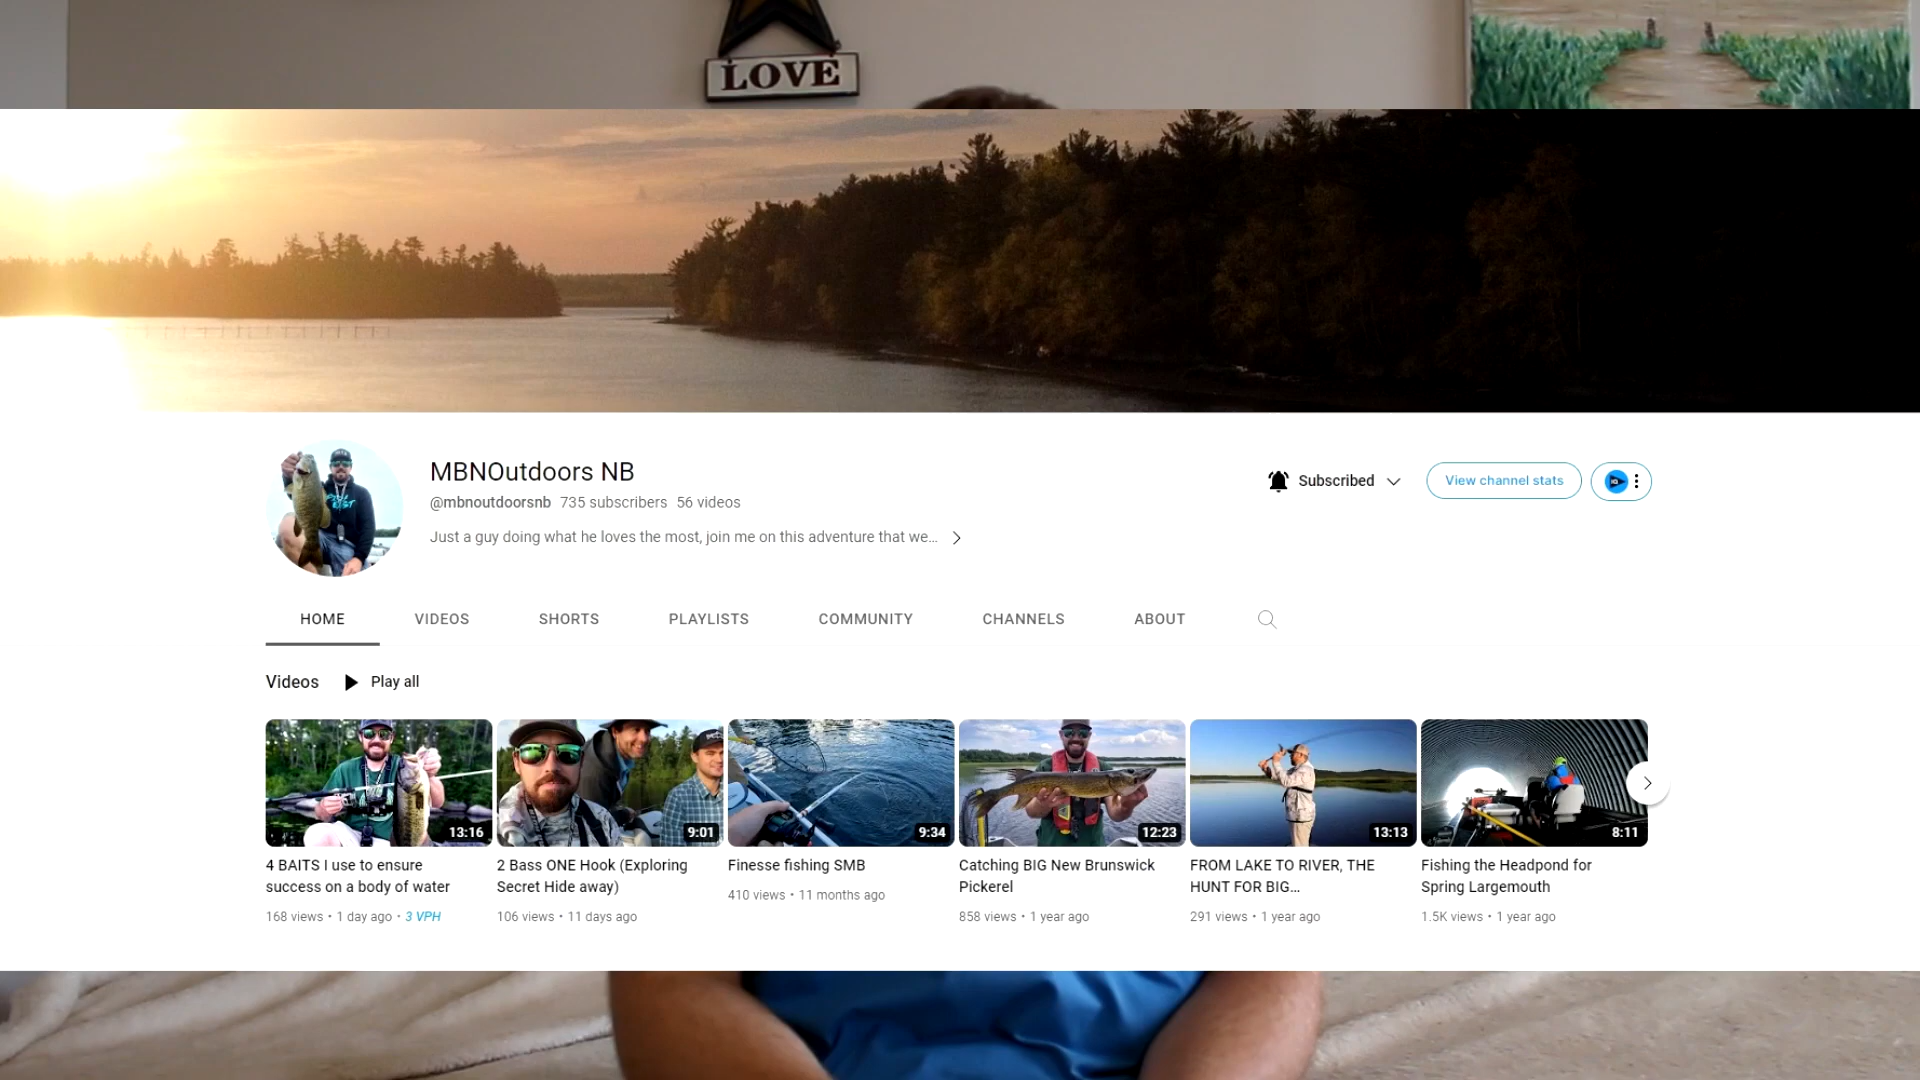 LOVE
MBNOutdoors NB
@mbnoutdoorsnb 735 subscribers 56 videos
Just a guy doing what he loves the most, join me on this adventure that we...
Subscribed
View channel stats
HOME VIDEOS SHORTS PLAYLISTS COMMUNITY CHANNELS ABOUT
Videos Play all
13:16
9:01
9:34
12:23
13:13
8:11
4 BAITS I use to ensure
success on a body of water
168 views • 1 day ago • 3 VPH
2 Bass ONE Hook (Exploring
Secret Hide away)
106 views • 11 days ago
Finesse fishing SMB
410 views • 11 months ago
Catching BIG New Brunswick
Pickerel
858 views • 1 year ago
FROM LAKE TO RIVER, THE
HUNT FOR BIG...
291 views • 1 year ago
Fishing the Headpond for
Spring Largemouth
1.5K views • 1 year ago